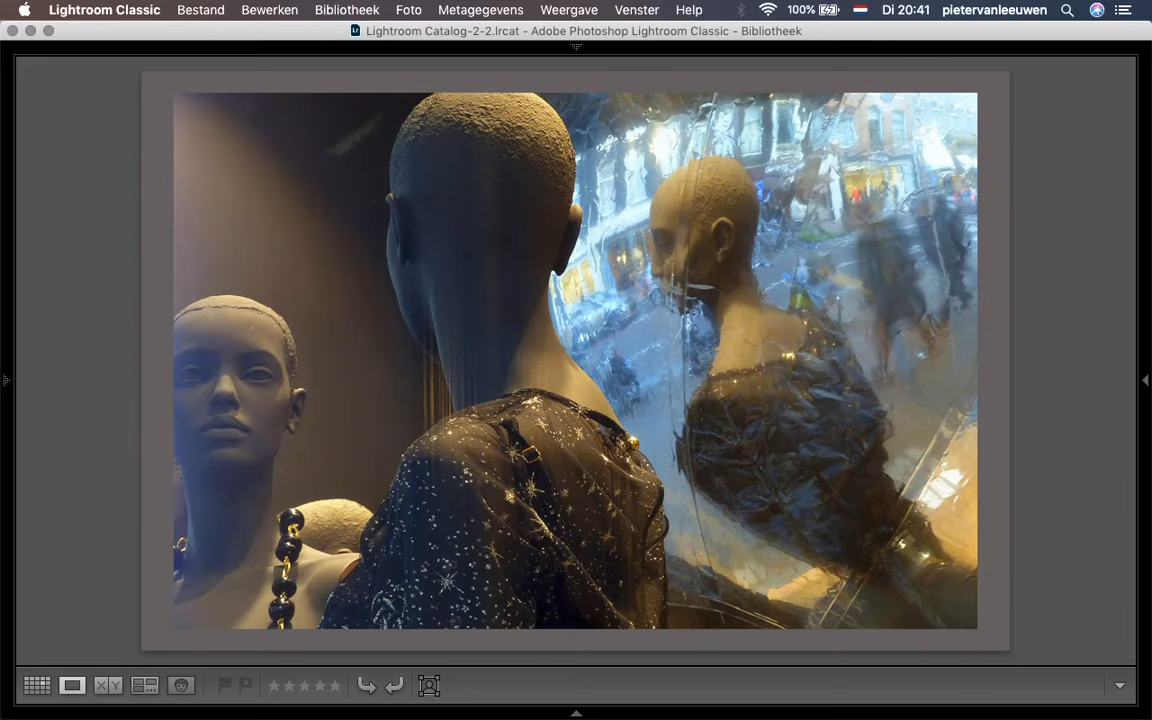 Lightroom Classic Bestand Bewerken Bibliotheek Foto Metagegevens Weergave Venster Help 100% Di 20:41 pietervanleeuwen
Lr Lightroom Catalog-2-2.lrcat - Adobe Photoshop Lightroom Classic - Bibliotheek
X Y